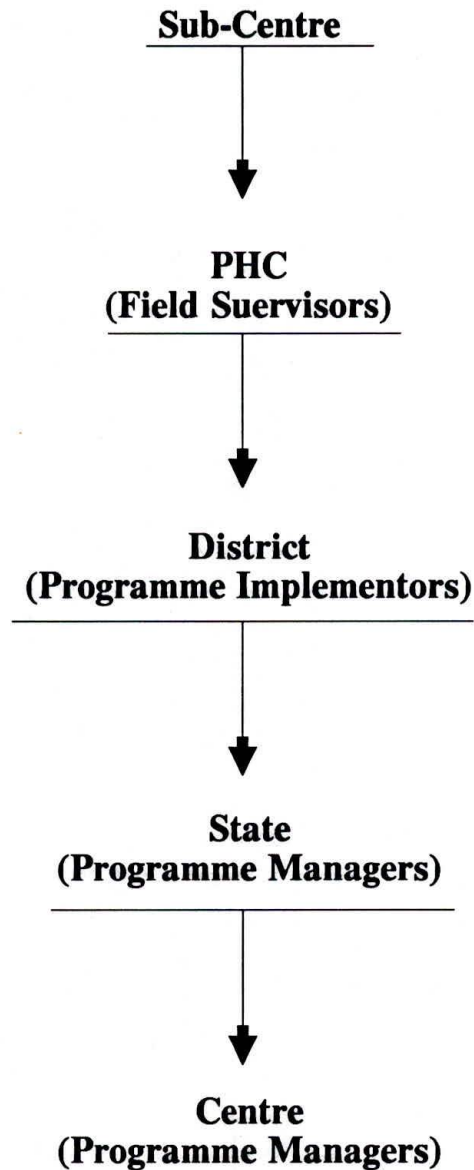 Sub-Centre
PHC
(Field Suervisors)
District
(Programme Implementors)
State
(Programme Managers)
Centre
(Programme Managers)